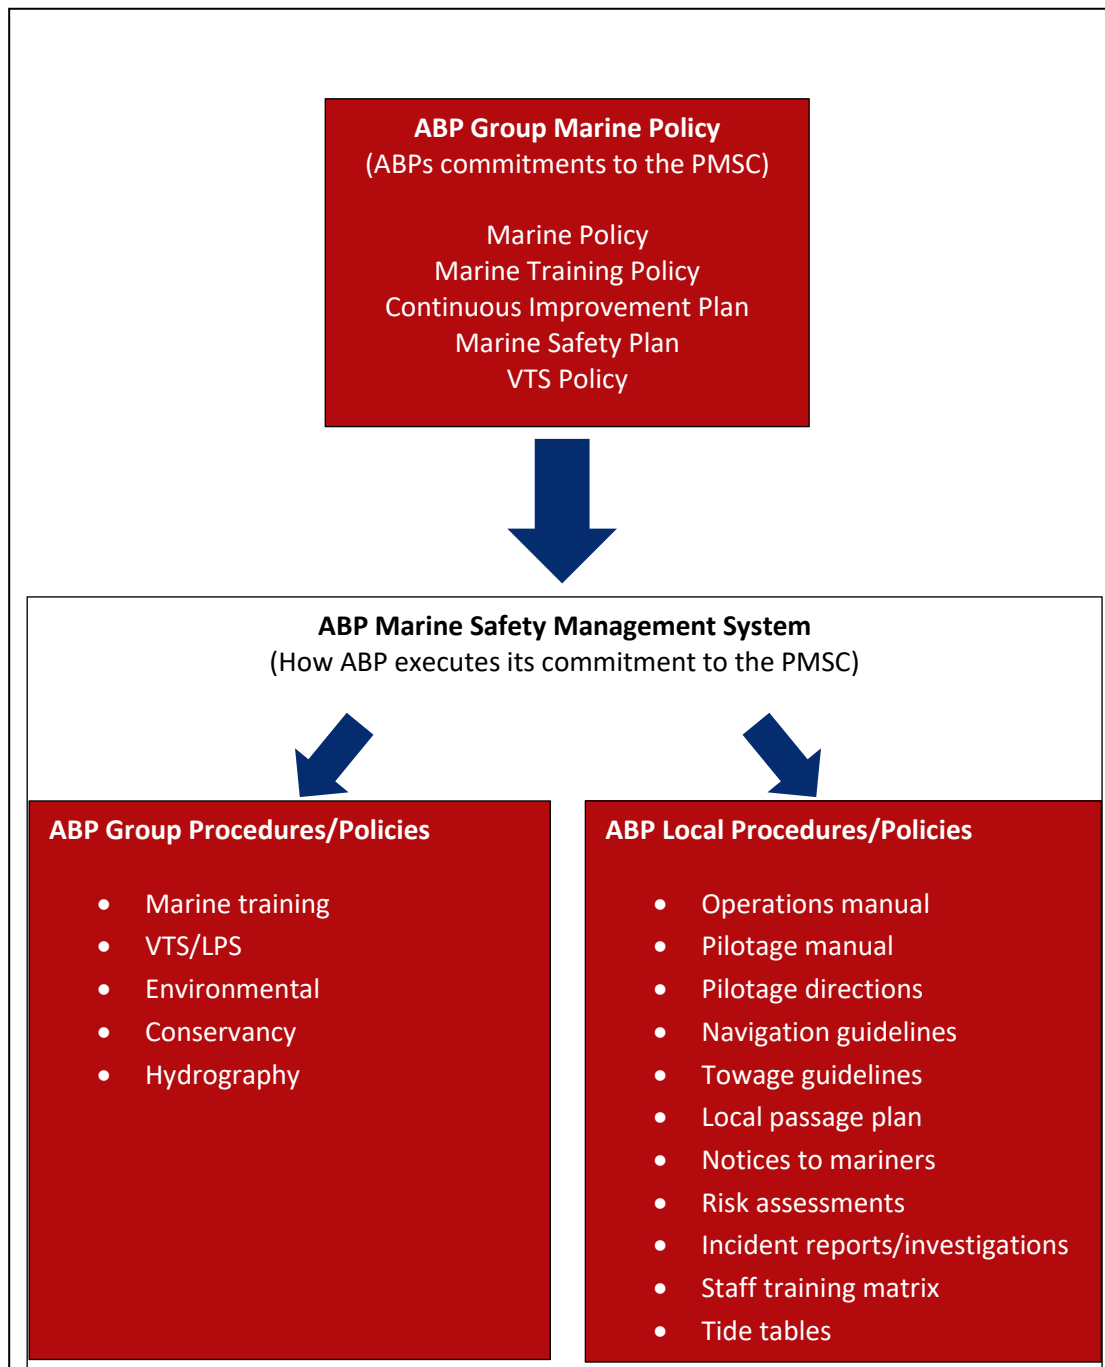 ABP Group Marine Policy
(ABPs commitments to the PMSC)
Marine Policy
Marine Training Policy
Continuous Improvement Plan
Marine Safety Plan
VTS Policy
ABP Marine Safety Management System
(How ABP executes its commitment to the PMSC)
ABP Group Procedures/Policies
• Marine training
• VTS/LPS
• Environmental
• Conservancy
• Hydrography
ABP Local Procedures/Policies
• Operations manual
• Pilotage manual
• Pilotage directions
• Navigation guidelines
• Towage guidelines
• Local passage plan
• Notices to mariners
• Risk assessments
• Incident reports/investigations
• Staff training matrix
• Tide tables